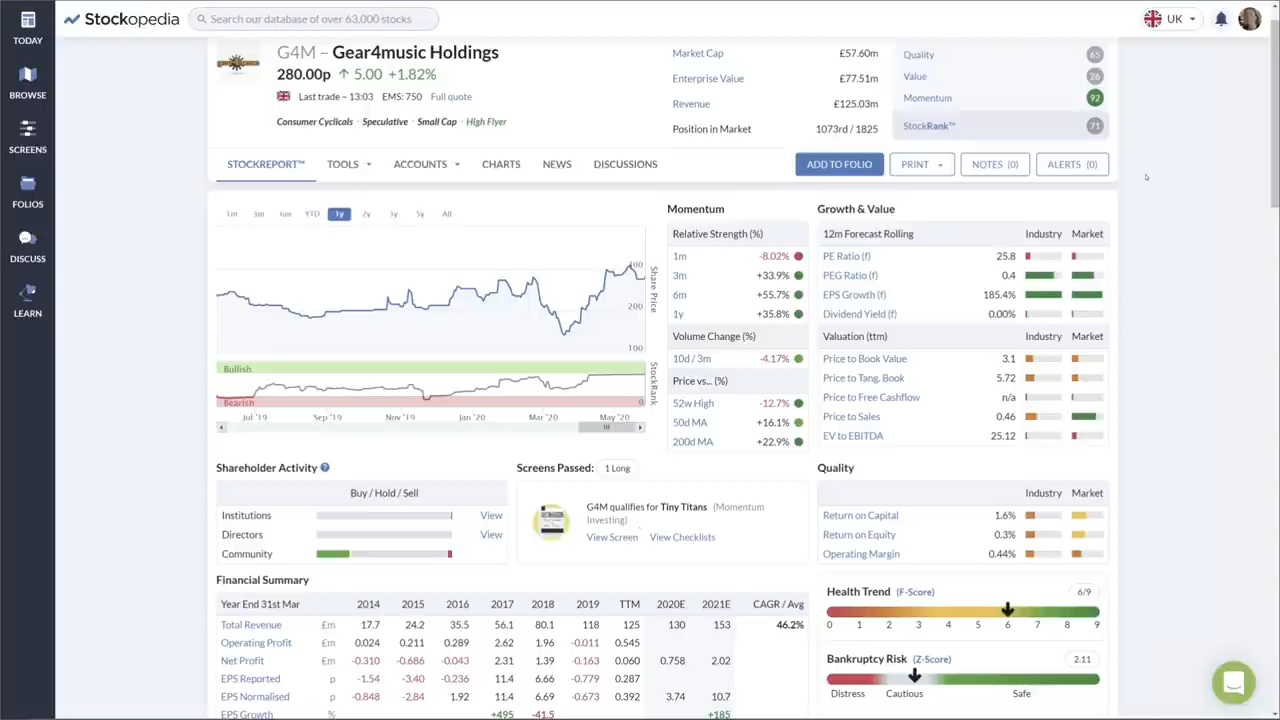 TODAY
BROWSE
SCREENS
FOLIOS
DISCUSS
LEARN
Stockopedia
Search our database of over 63,000 stocks
UK
G4M – Gear4music Holdings
280.00p ↑ 5.00 +1.82%
Last trade – 13:03 EMS: 750 Full quote
Consumer Cyclicals · Speculative · Small Cap · High Flyer
Market Cap £57.60m
Enterprise Value £77.51m
Revenue £125.03m
Position in Market 1073rd / 1825
Quality 65
Value 26
Momentum 92
StockRank™ 71
STOCKREPORT™ TOOLS ACCOUNTS CHARTS NEWS DISCUSSIONS
ADD TO FOLIO PRINT NOTES (0) ALERTS (0)
1m 3m 6m YTD 1y 2y 3y 5y All
300
200
100
Share Price
Bullish
Bearish
0
StockRank
Jul '19 Sep '19 Nov '19 Jan '20 Mar '20 May '20
Momentum
Relative Strength (%)
1m -8.02%
3m +33.9%
6m +55.7%
1y +35.8%
Volume Change (%)
10d / 3m -4.17%
Price vs... (%)
52w High -12.7%
50d MA +16.1%
200d MA +22.9%
Growth & Value
12m Forecast Rolling Industry Market
PE Ratio (f) 25.8
PEG Ratio (f) 0.4
EPS Growth (f) 185.4%
Dividend Yield (f) 0.00%
Valuation (ttm) Industry Market
Price to Book Value 3.1
Price to Tang. Book 5.72
Price to Free Cashflow n/a
Price to Sales 0.46
EV to EBITDA 25.12
Shareholder Activity
Buy / Hold / Sell
Institutions View
Directors View
Community
Screens Passed: 1 Long
G4M qualifies for Tiny Titans (Momentum
Investing)
View Screen View Checklists
Quality
Industry Market
Return on Capital 1.6%
Return on Equity 0.3%
Operating Margin 0.44%
Financial Summary
Year End 31st Mar 2014 2015 2016 2017 2018 2019 TTM 2020E 2021E CAGR / Avg
Total Revenue £m 17.7 24.2 35.5 56.1 80.1 118 125 130 153 46.2%
Operating Profit £m 0.024 0.211 0.289 2.62 1.96 -0.011 0.545
Net Profit £m -0.310 -0.686 -0.043 2.31 1.39 -0.163 0.060 0.758 2.02
EPS Reported p -1.54 -3.40 -0.236 11.4 6.66 -0.779 0.287
EPS Normalised p -0.848 -2.84 1.92 11.4 6.69 -0.673 0.392 3.74 10.7
EPS Growth % +495 -41.5 +185
Health Trend (F-Score) 6/9
0 1 2 3 4 5 6 7 8 9
Bankruptcy Risk (Z-Score) 2.11
Distress Cautious Safe